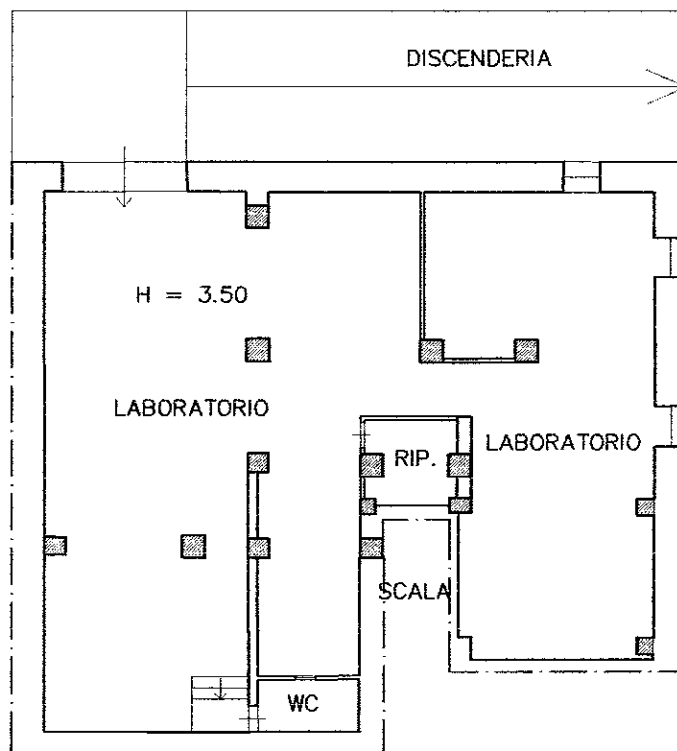 DISCENDERIA
H = 3.50
LABORATORIO
LABORATORIO
RIP.
SCALA
WC